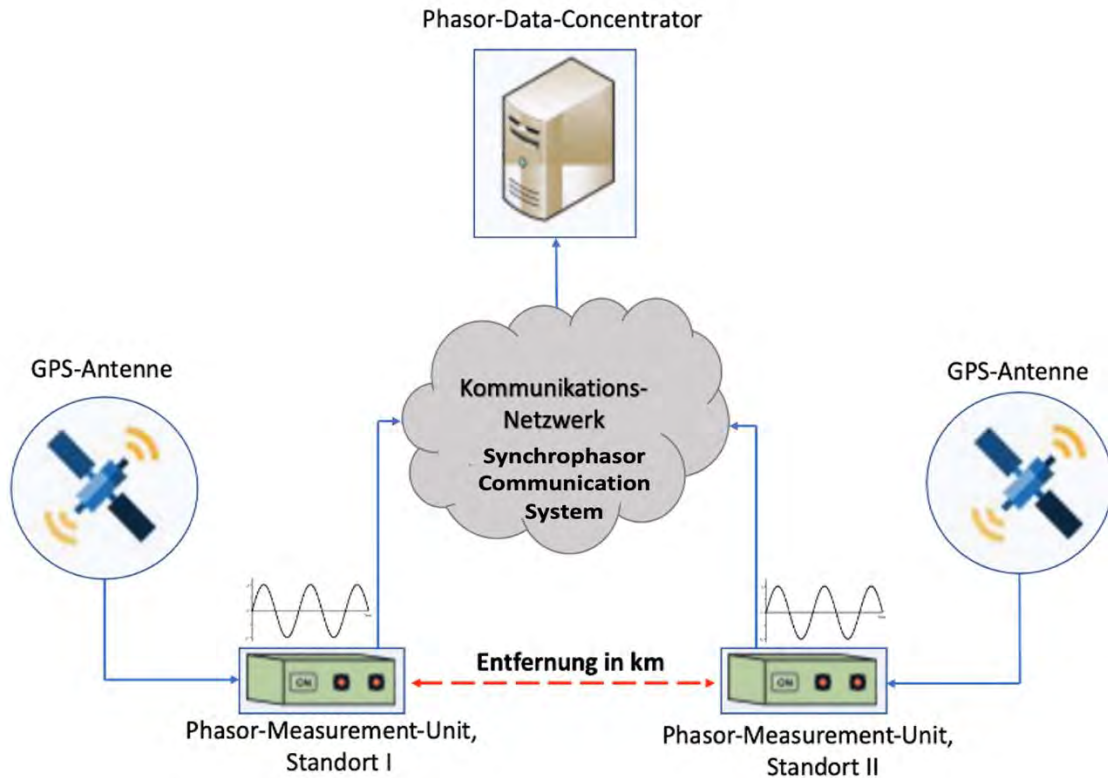 Phasor-Data-Concentrator
GPS-Antenne
GPS-Antenne
Kommunikations-
Netzwerk
Synchrophasor
Communication
System
Entfernung in km
ON
ON
Phasor-Measurement-Unit,
Standort I
Phasor-Measurement-Unit,
Standort II